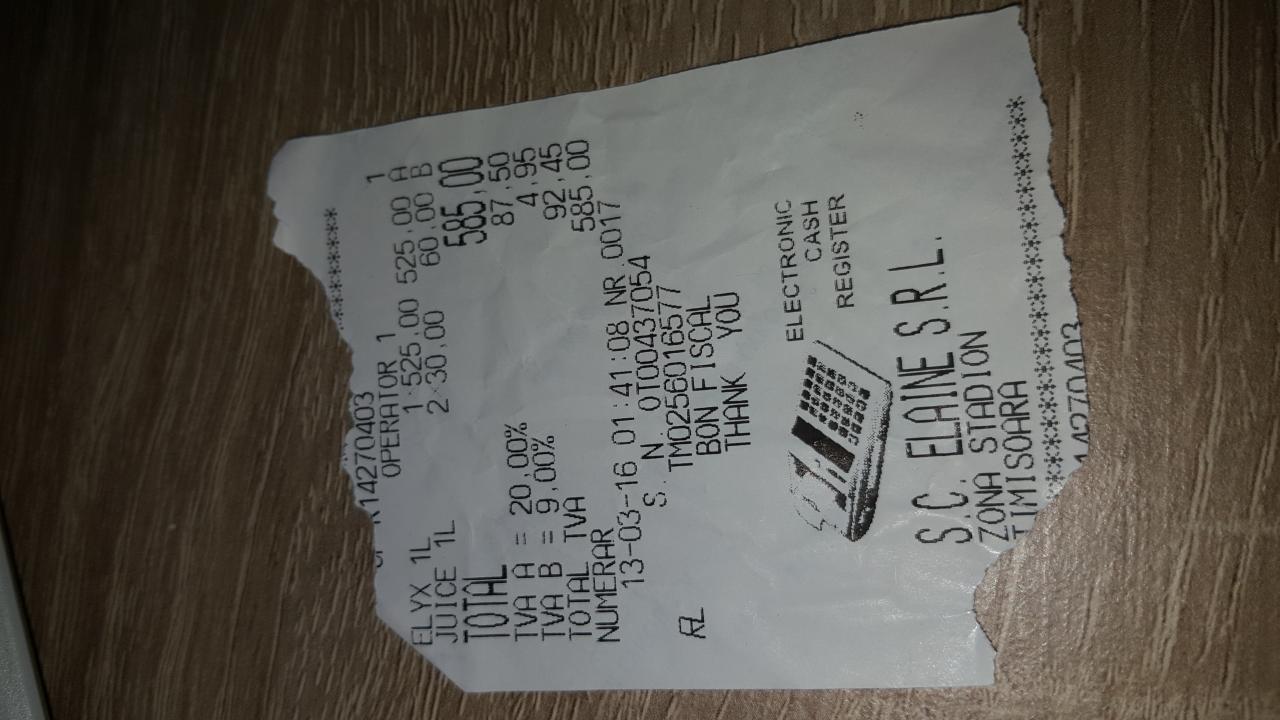 ***********
R14270403
OPERATOR 1 1
ELYX 1L 1×525,00 525,00 A
JUICE 1L 2×30,00 60,00 B
TOTAL 585,00
TVA A = 20,00% 87,50
TVA B = 9,00% 4,95
TOTAL TVA 92,45
NUMERAR 585,00
13-03-16 01:41:08 NR.0017
S. N. OT00437054
TM0256016577
BON FISCAL
THANK YOU
ELECTRONIC
CASH
REGISTER
S.C. ELAINE S.R.L.
ZONA STADION
TIMISOARA
********************************
14270403